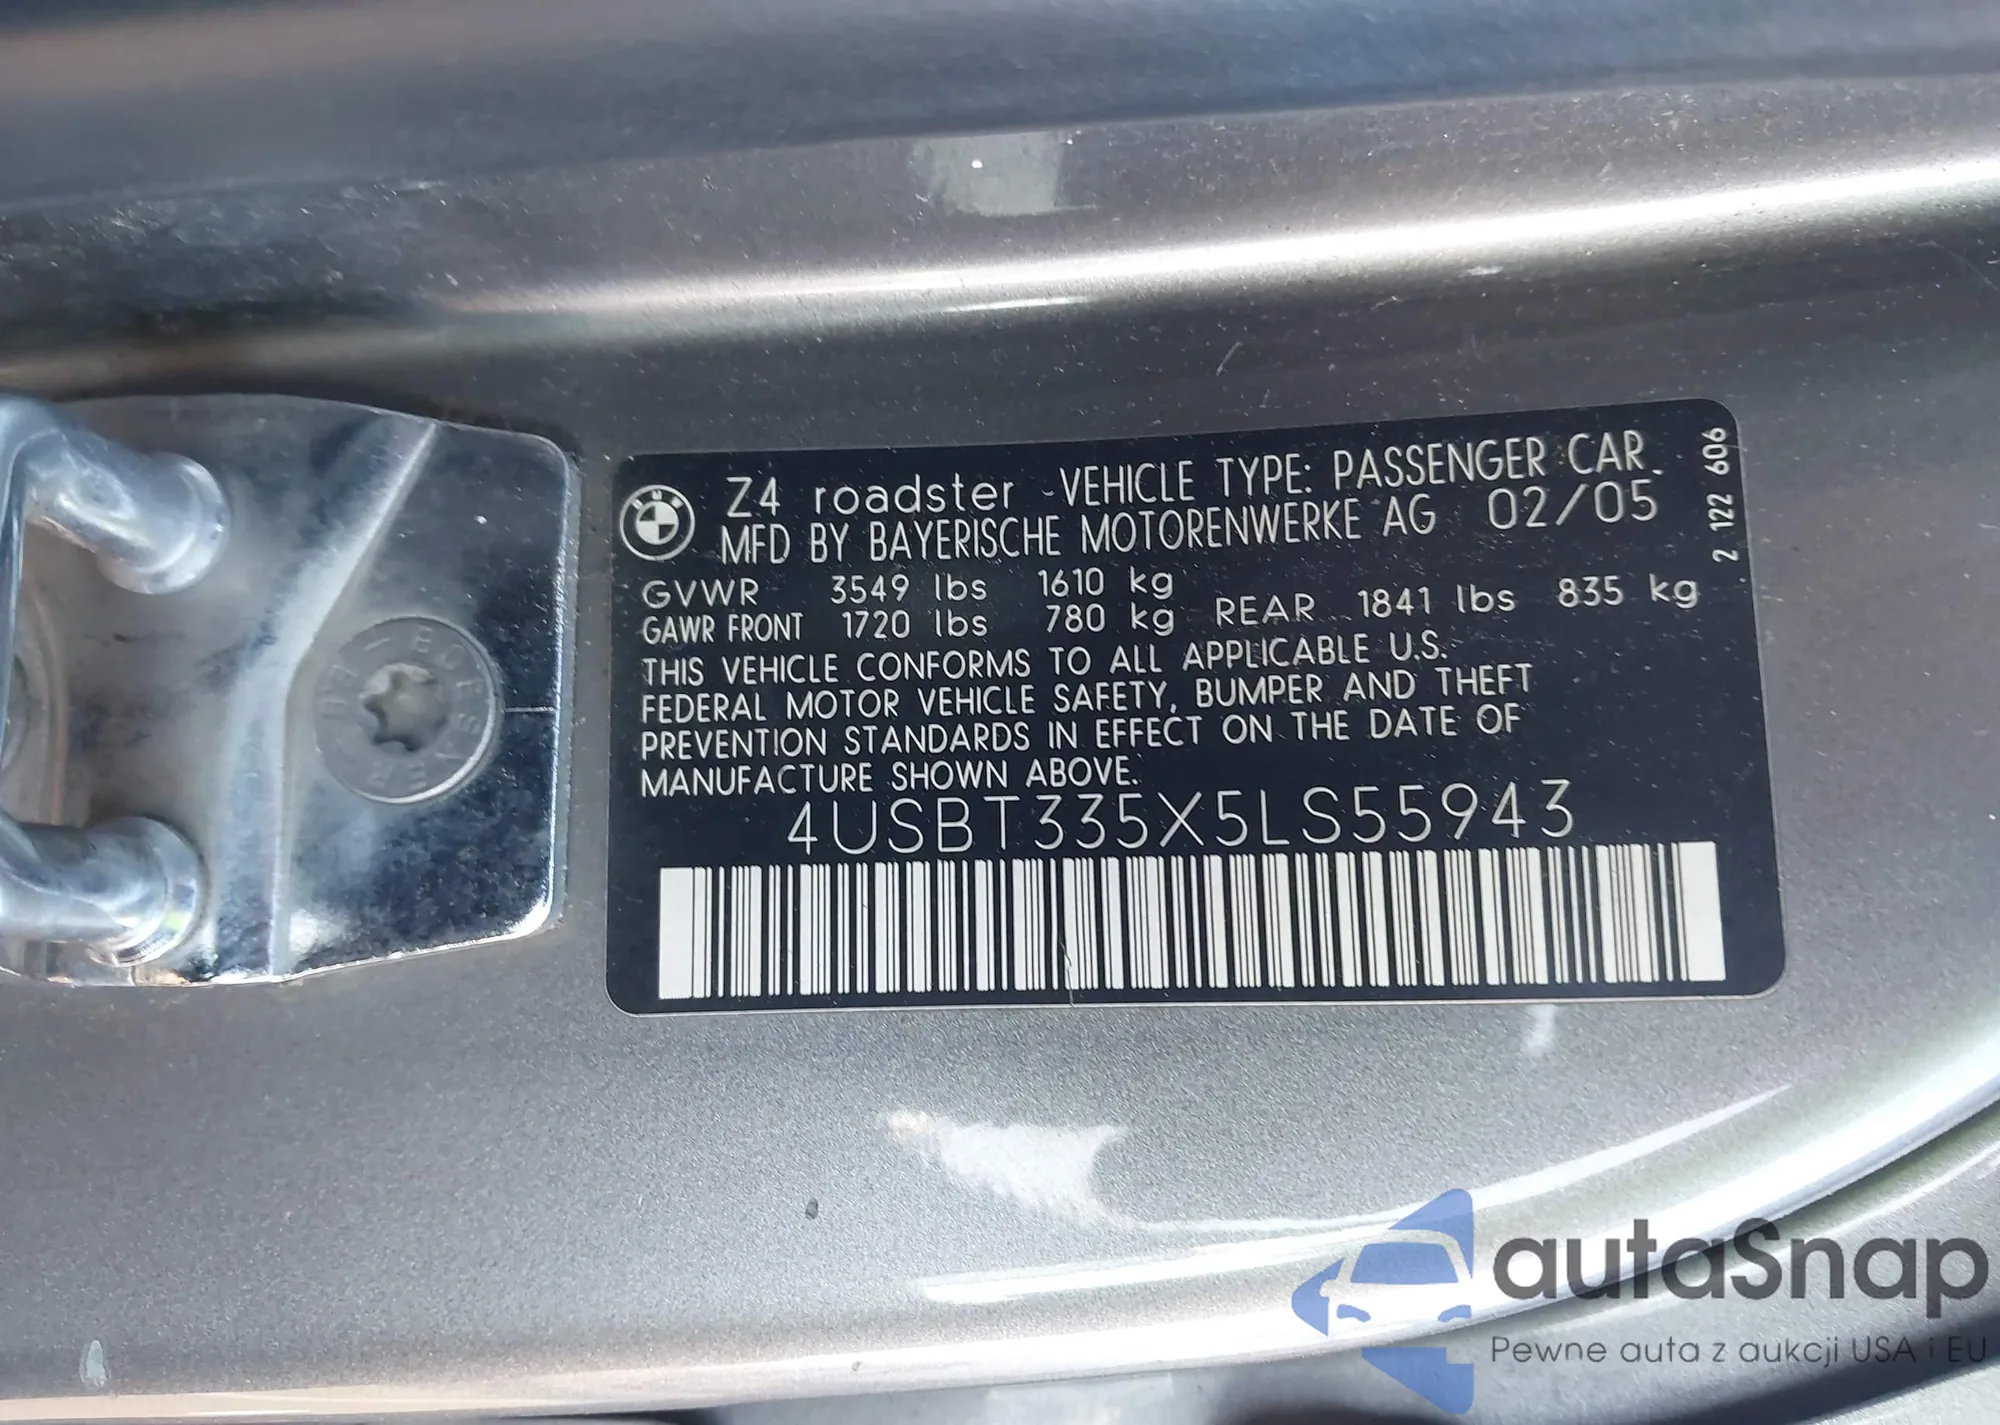 Z4 roadster -VEHICLE TYPE: PASSENGER CAR.
MFD BY BAYERISCHE MOTORENWERKE AG 02/05
GVWR 3549 lbs 1610 kg
GAWR FRONT 1720 lbs 780 kg REAR 1841 lbs 835 kg
THIS VEHICLE CONFORMS TO ALL APPLICABLE U.S.
FEDERAL MOTOR VEHICLE SAFETY, BUMPER AND THEFT
PREVENTION STANDARDS IN EFFECT ON THE DATE OF
MANUFACTURE SHOWN ABOVE.
4USBT335X5LS55943
2 122 606
BMW
autaSnap
Pewne auta z aukcji USA i EU